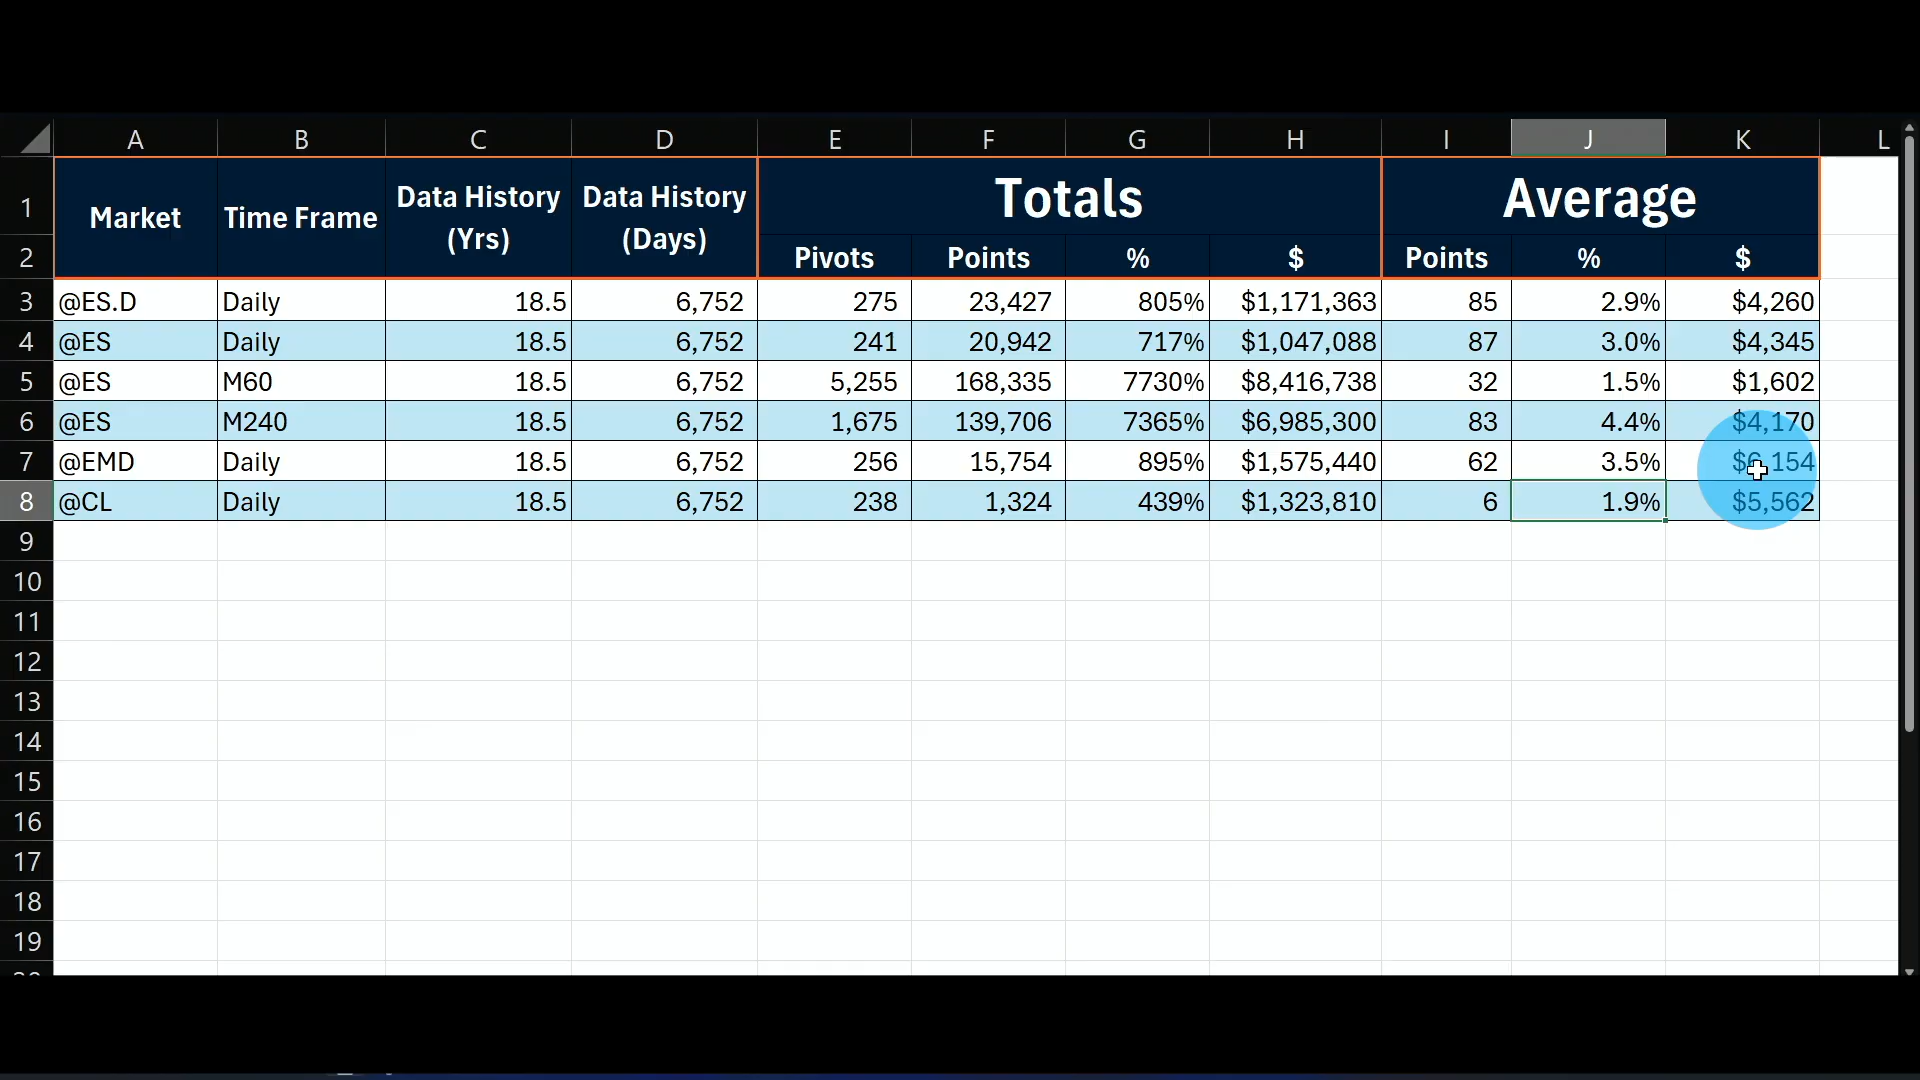 A B C D E F G H I J K L
1 Market Time Frame Data History (Yrs) Data History (Days) Totals Average
2 Pivots Points % $ Points % $
3 @ES.D Daily 18.5 6,752 275 23,427 805% $1,171,363 85 2.9% $4,260
4 @ES Daily 18.5 6,752 241 20,942 717% $1,047,088 87 3.0% $4,345
5 @ES M60 18.5 6,752 5,255 168,335 7730% $8,416,738 32 1.5% $1,602
6 @ES M240 18.5 6,752 1,675 139,706 7365% $6,985,300 83 4.4% $4,170
7 @EMD Daily 18.5 6,752 256 15,754 895% $1,575,440 62 3.5% $6,154
8 @CL Daily 18.5 6,752 238 1,324 439% $1,323,810 6 1.9% $5,562
9
10
11
12
13
14
15
16
17
18
19